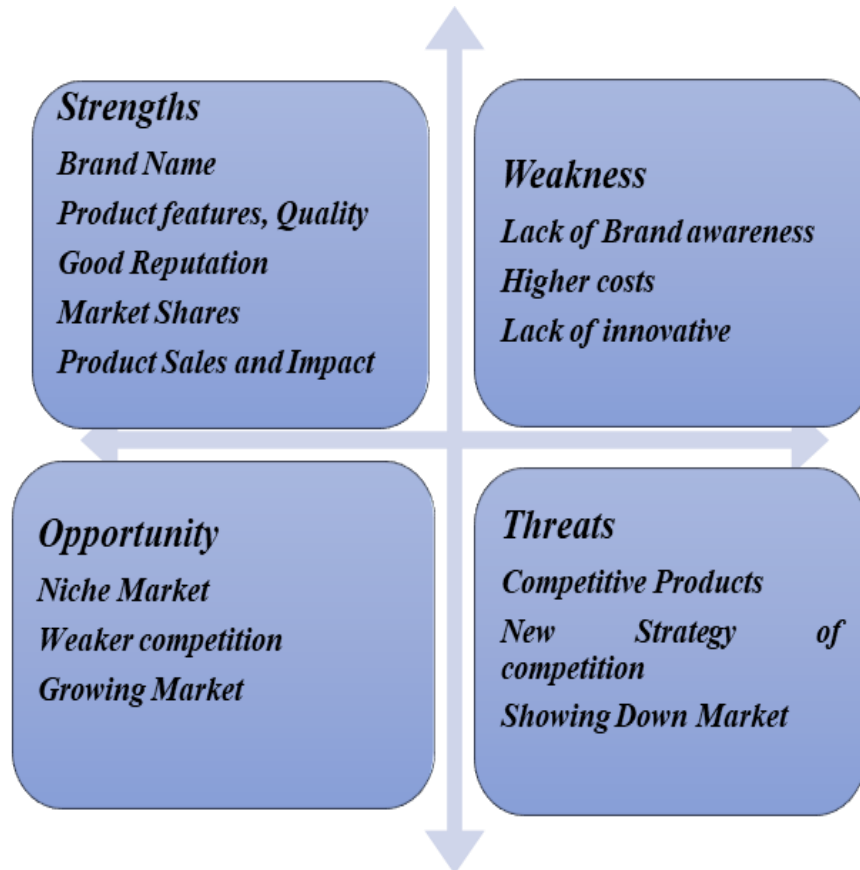 Strengths
Brand Name
Product features, Quality
Good Reputation
Market Shares
Product Sales and Impact
Weakness
Lack of Brand awareness
Higher costs
Lack of innovative
Opportunity
Niche Market
Weaker competition
Growing Market
Threats
Competitive Products
New Strategy of
competition
Showing Down Market